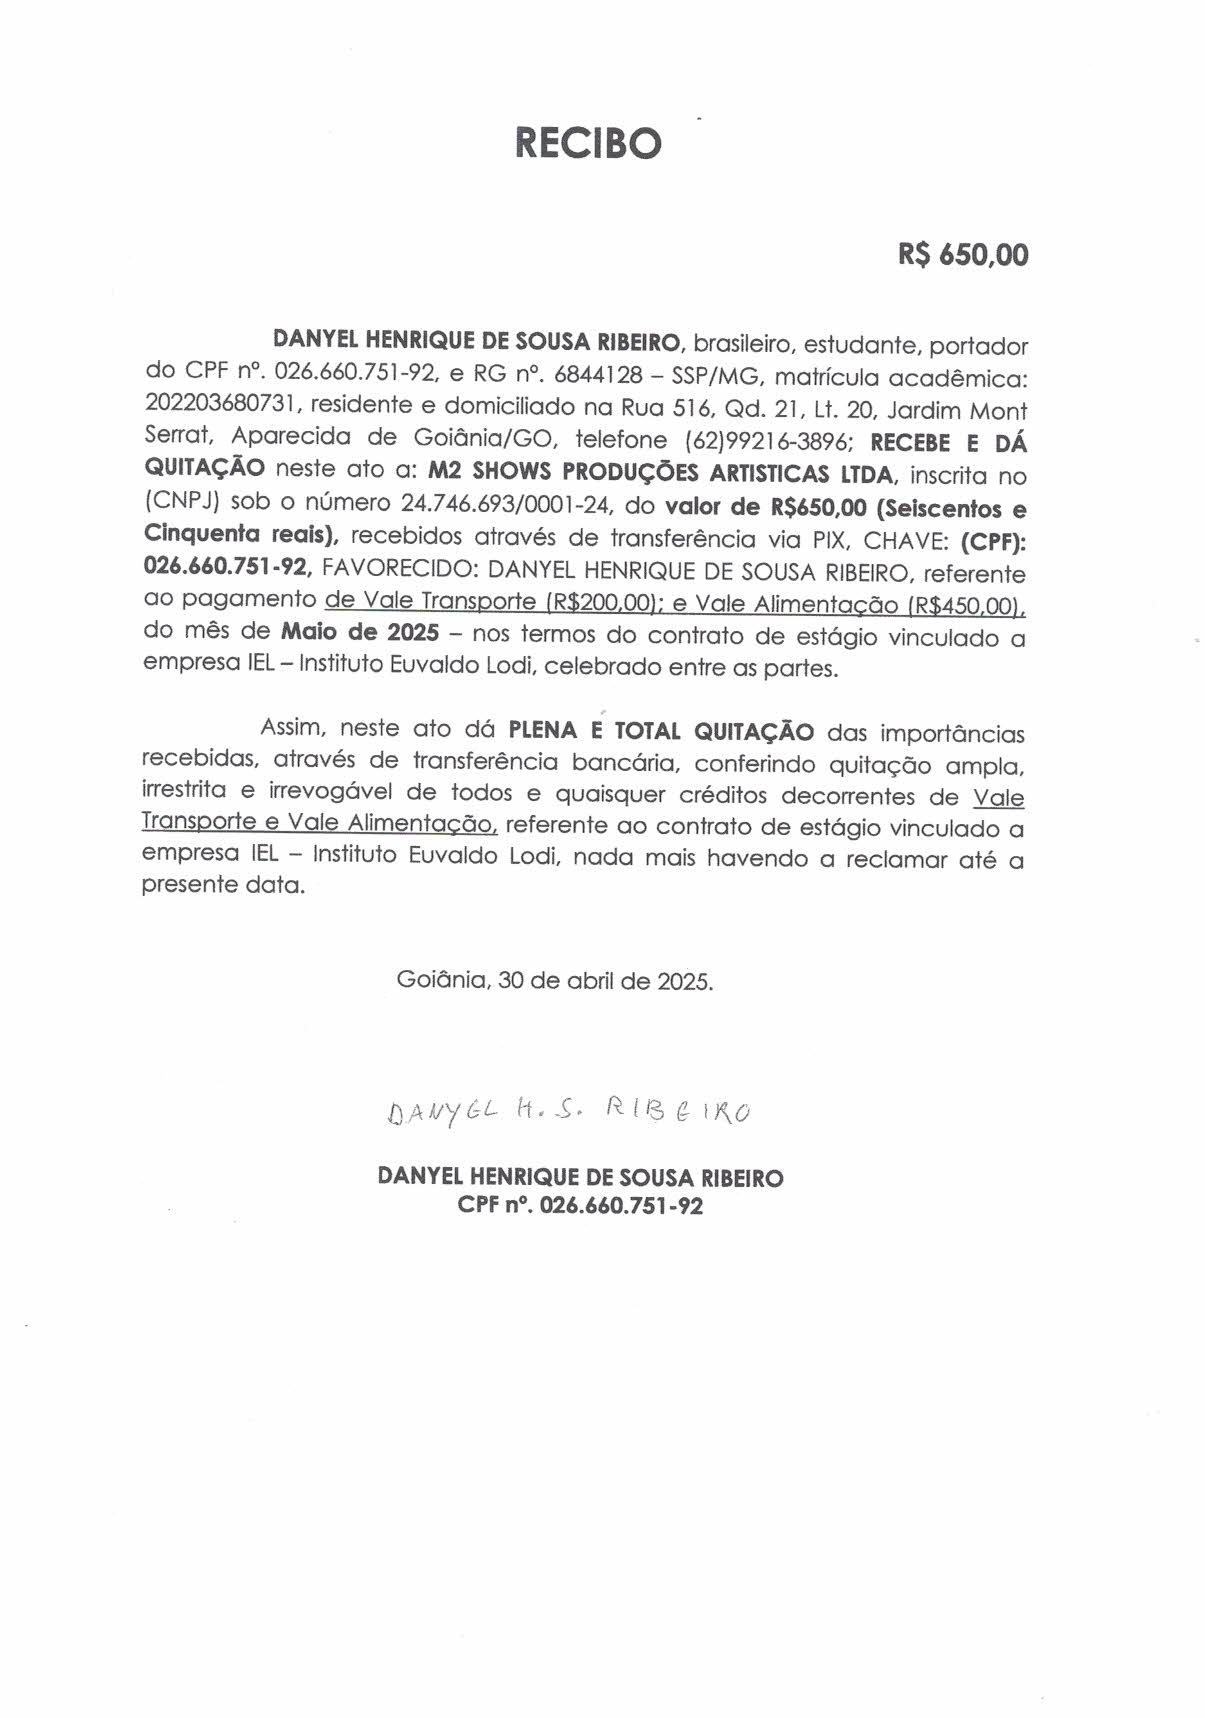 RECIBO
R$ 650,00
DANYEL HENRIQUE DE SOUSA RIBEIRO, brasileiro, estudante, portador
do CPF nº. 026.660.751-92, e RG nº. 6844128 – SSP/MG, matrícula acadêmica:
202203680731, residente e domiciliado na Rua 516, Qd. 21, Lt. 20, Jardim Mont
Serrat, Aparecida de Goiânia/GO, telefone (62)99216-3896; RECEBE E DÁ
QUITAÇÃO neste ato a: M2 SHOWS PRODUÇÕES ARTISTICAS LTDA, inscrita no
(CNPJ) sob o número 24.746.693/0001-24, do valor de R$650,00 (Seiscentos e
Cinquenta reais), recebidos através de transferência via PIX, CHAVE: (CPF):
026.660.751-92, FAVORECIDO: DANYEL HENRIQUE DE SOUSA RIBEIRO, referente
ao pagamento de Vale Transporte (R$200,00); e Vale Alimentação (R$450,00),
do mês de Maio de 2025 – nos termos do contrato de estágio vinculado a
empresa IEL – Instituto Euvaldo Lodi, celebrado entre as partes.
Assim, neste ato dá PLENA E TOTAL QUITAÇÃO das importâncias
recebidas, através de transferência bancária, conferindo quitação ampla,
irrestrita e irrevogável de todos e quaisquer créditos decorrentes de Vale
Transporte e Vale Alimentação, referente ao contrato de estágio vinculado a
empresa IEL – Instituto Euvaldo Lodi, nada mais havendo a reclamar até a
presente data.
Goiânia, 30 de abril de 2025.
DANYEL H. S. RIBEIRO
DANYEL HENRIQUE DE SOUSA RIBEIRO
CPF nº. 026.660.751-92